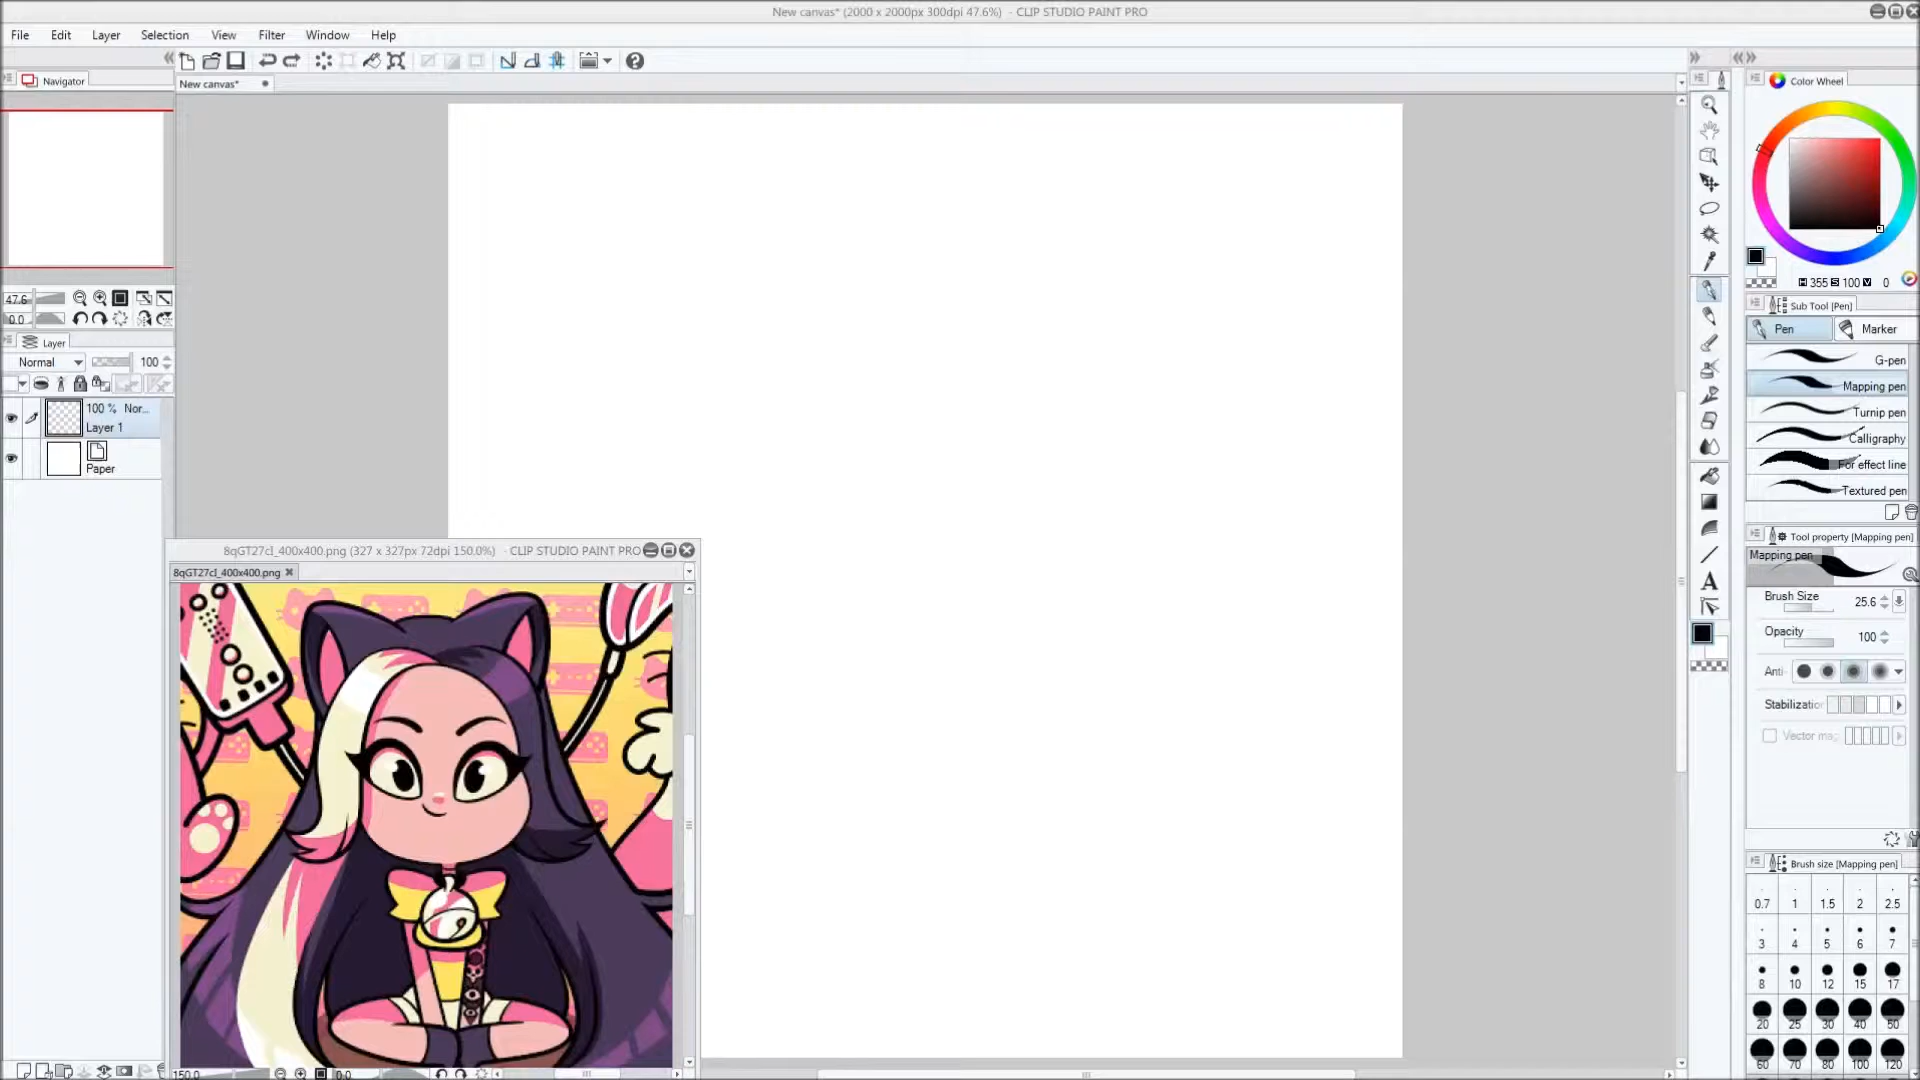 New canvas* (2000 x 2000px 300dpi 47.6%) - CLIP STUDIO PAINT PRO
File Edit Layer Selection View Filter Window Help
Navigator
New canvas*
Color Wheel
H 355 S 100 V 0
47.6
0.0
Sub Tool [Pen]
Pen Marker
Layer
Normal 100
G-pen
Mapping pen
Turnip pen
Calligraphy
For effect line
Textured pen
100 % Nor...
Layer 1
Paper
Tool property [Mapping pen]
Mapping pen
Brush Size 25.6
Opacity 100
Anti-
Stabilizatio
Vector mag
8qGT27cl_400x400.png (327 x 327px 72dpi 150.0%) - CLIP STUDIO PAINT PRO
8qGT27cl_400x400.png
A
Brush size [Mapping pen]
0.7 1 1.5 2 2.5
3 4 5 6 7
8 10 12 15 17
20 25 30 40 50
60 70 80 100 120
150.0 0.0